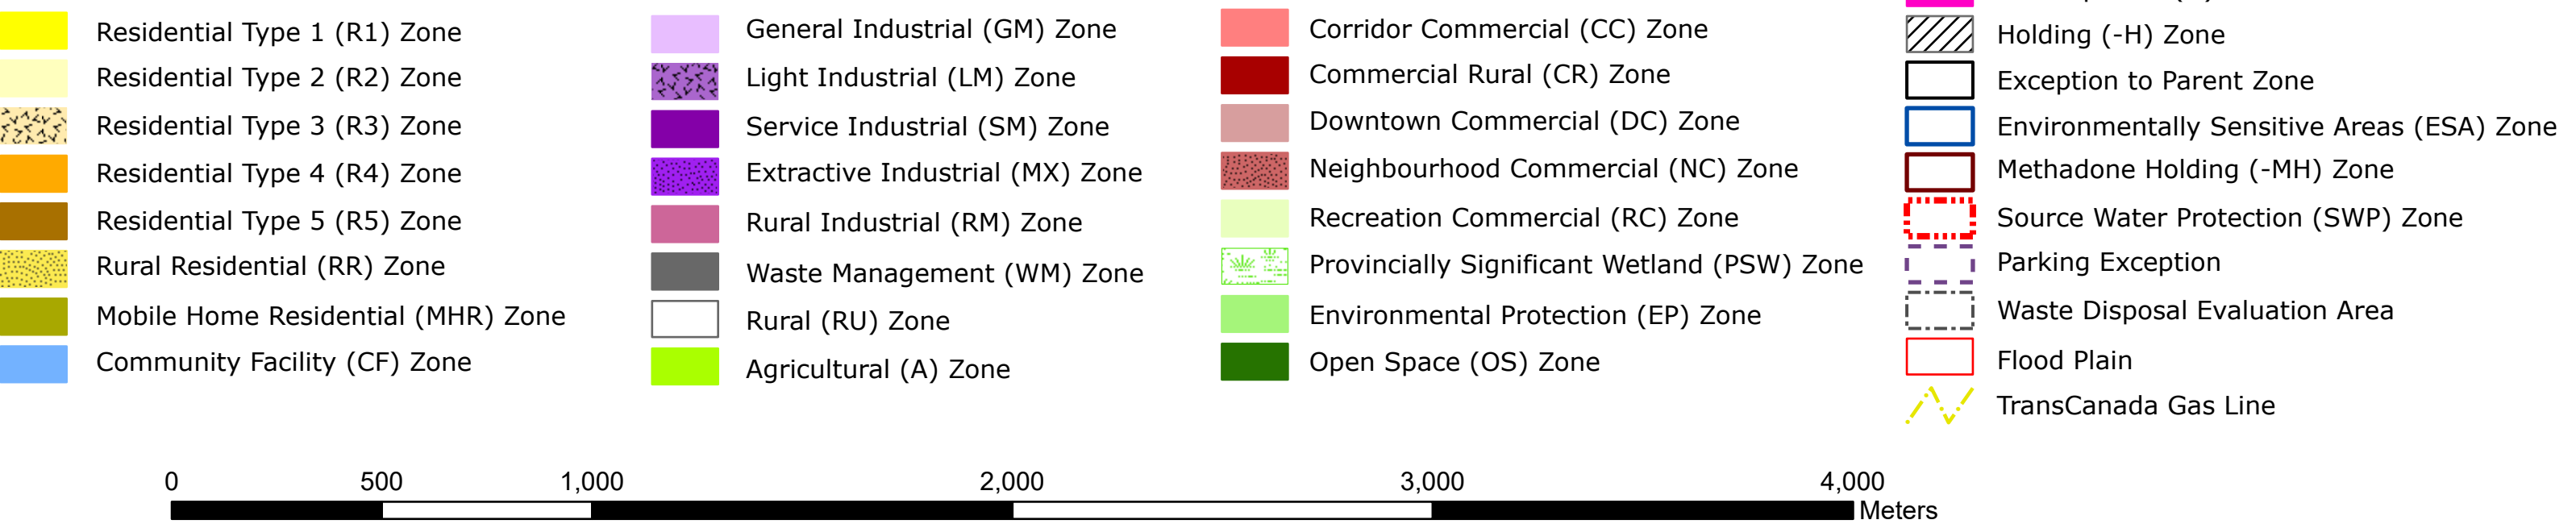 Residential Type 1 (R1) Zone
Residential Type 2 (R2) Zone
Residential Type 3 (R3) Zone
Residential Type 4 (R4) Zone
Residential Type 5 (R5) Zone
Rural Residential (RR) Zone
Mobile Home Residential (MHR) Zone
Community Facility (CF) Zone
General Industrial (GM) Zone
Light Industrial (LM) Zone
Service Industrial (SM) Zone
Extractive Industrial (MX) Zone
Rural Industrial (RM) Zone
Waste Management (WM) Zone
Rural (RU) Zone
Agricultural (A) Zone
Corridor Commercial (CC) Zone
Commercial Rural (CR) Zone
Downtown Commercial (DC) Zone
Neighbourhood Commercial (NC) Zone
Recreation Commercial (RC) Zone
Provincially Significant Wetland (PSW) Zone
Environmental Protection (EP) Zone
Open Space (OS) Zone
Holding (-H) Zone
Exception to Parent Zone
Environmentally Sensitive Areas (ESA) Zone
Methadone Holding (-MH) Zone
Source Water Protection (SWP) Zone
Parking Exception
Waste Disposal Evaluation Area
Flood Plain
TransCanada Gas Line
0 500 1,000 2,000 3,000 4,000
Meters